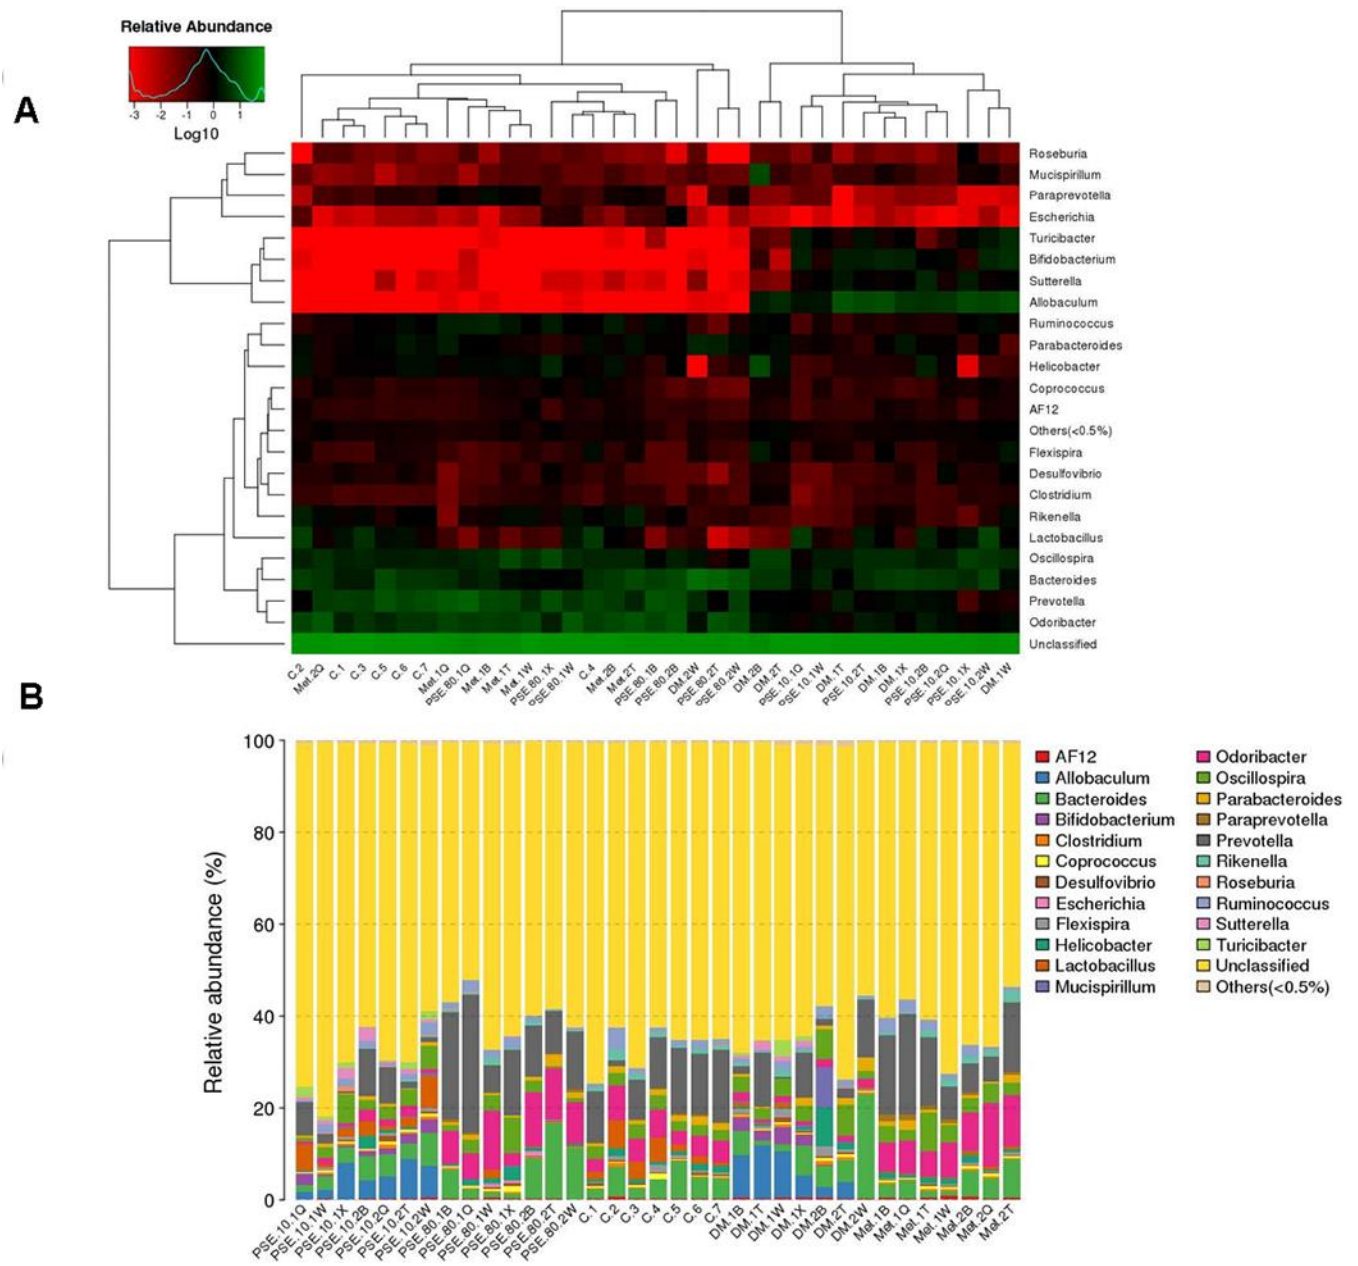 Relative Abundance
-3 -2 -1 0 1
Log10
A
Roseburia
Mucispirillum
Paraprevotella
Escherichia
Turicibacter
Bifidobacterium
Sutterella
Allobaculum
Ruminococcus
Parabacteroides
Helicobacter
Coprococcus
AF12
Others(<0.5%)
Flexispira
Desulfovibrio
Clostridium
Rikenella
Lactobacillus
Oscillospira
Bacteroides
Prevotella
Odoribacter
Unclassified
C.2 Met.2Q C.1 C.3 C.5 C.6 C.7 Met.1Q PSE.80.1Q Met.1B Met.1T Met.1W PSE.80.1X PSE.80.1W C.4 Met.2B Met.2T PSE.80.1B PSE.80.2B DM.2W PSE.80.2T PSE.80.2W DM.2B DM.2T PSE.10.1Q PSE.10.1W DM.1T PSE.10.2T DM.1B DM.1X PSE.10.2B PSE.10.2Q PSE.10.1X PSE.10.2W DM.1W
B
Relative abundance (%)
100
80
60
40
20
0
PSE.10.1Q PSE.10.1W PSE.10.1X PSE.10.2B PSE.10.2Q PSE.10.2T PSE.10.2W PSE.80.1B PSE.80.1Q PSE.80.1W PSE.80.1X PSE.80.2B PSE.80.2T PSE.80.2W C.1 C.2 C.3 C.4 C.5 C.6 C.7 DM.1B DM.1T DM.1W DM.1X DM.2B DM.2T DM.2W Met.1B Met.1Q Met.1T Met.1W Met.2B Met.2Q Met.2T
AF12
Allobaculum
Bacteroides
Bifidobacterium
Clostridium
Coprococcus
Desulfovibrio
Escherichia
Flexispira
Helicobacter
Lactobacillus
Mucispirillum
Odoribacter
Oscillospira
Parabacteroides
Paraprevotella
Prevotella
Rikenella
Roseburia
Ruminococcus
Sutterella
Turicibacter
Unclassified
Others(<0.5%)